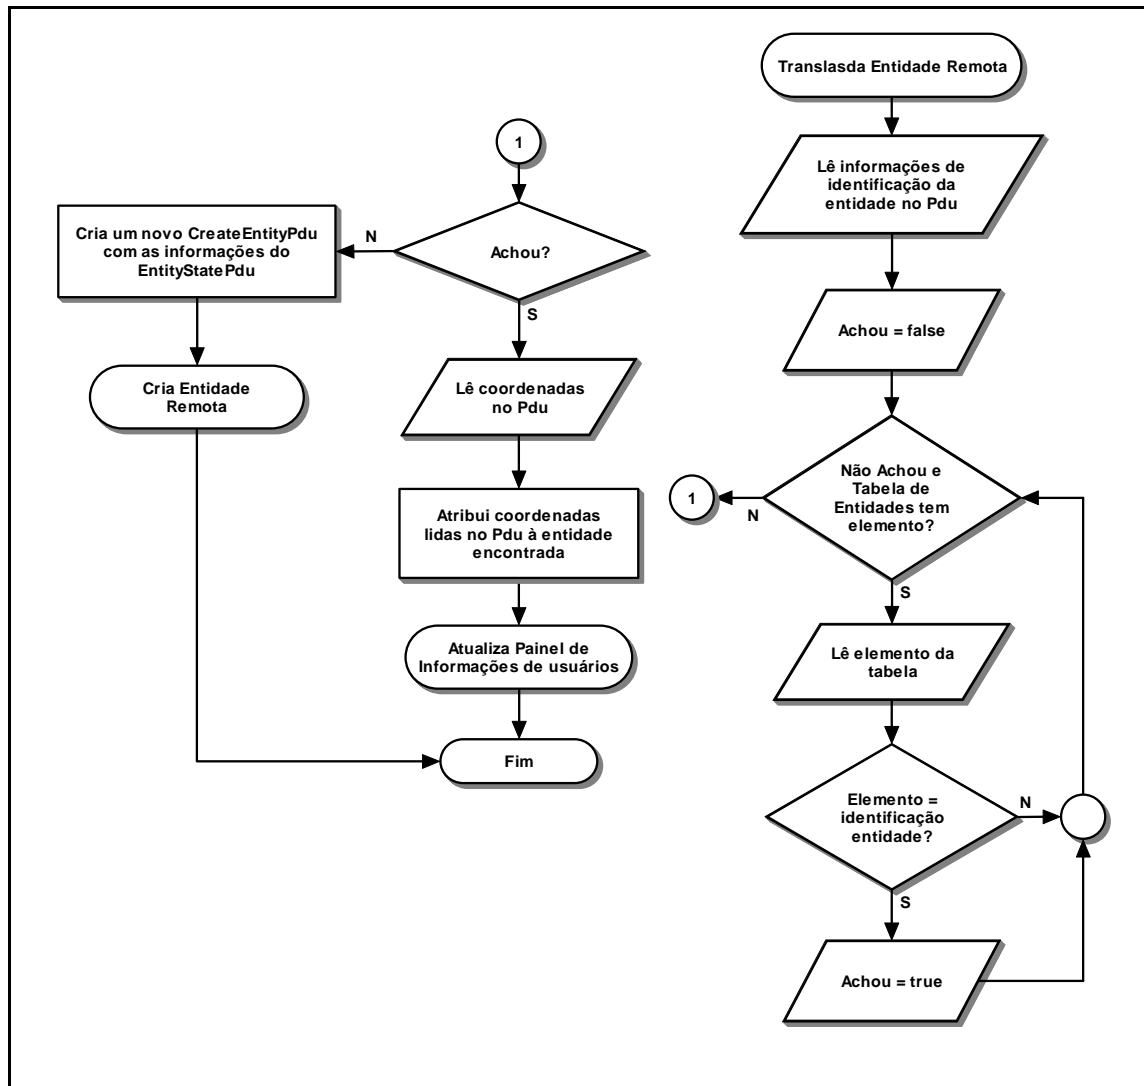 Translasda Entidade Remota
Lê informações de
identificação da
entidade no Pdu
Achou = false
Não Achou e
Tabela de
Entidades tem
elemento?
N
1
S
Lê elemento da
tabela
Elemento =
identificação
entidade?
N
S
Achou = true
1
Achou?
N
Cria um novo CreateEntityPdu
com as informações do
EntityStatePdu
Cria Entidade
Remota
S
Lê coordenadas
no Pdu
Atribui coordenadas
lidas no Pdu à entidade
encontrada
Atualiza Painel de
Informações de usuários
Fim